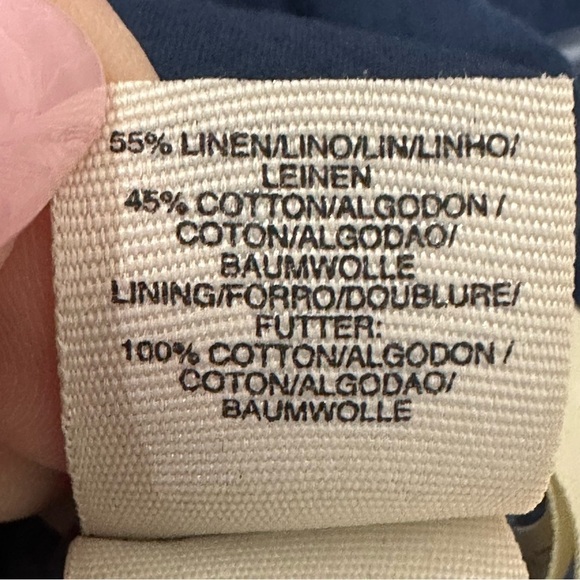 55% LINEN/LINO/LIN/LINHO/
LEINEN
45% COTTON/ALGODON /
COTON/ALGODAO/
BAUMWOLLE
LINING/FORRO/DOUBLURE/
FUTTER:
100% COTTON/ALGODON /
COTON/ALGODAO/
BAUMWOLLE